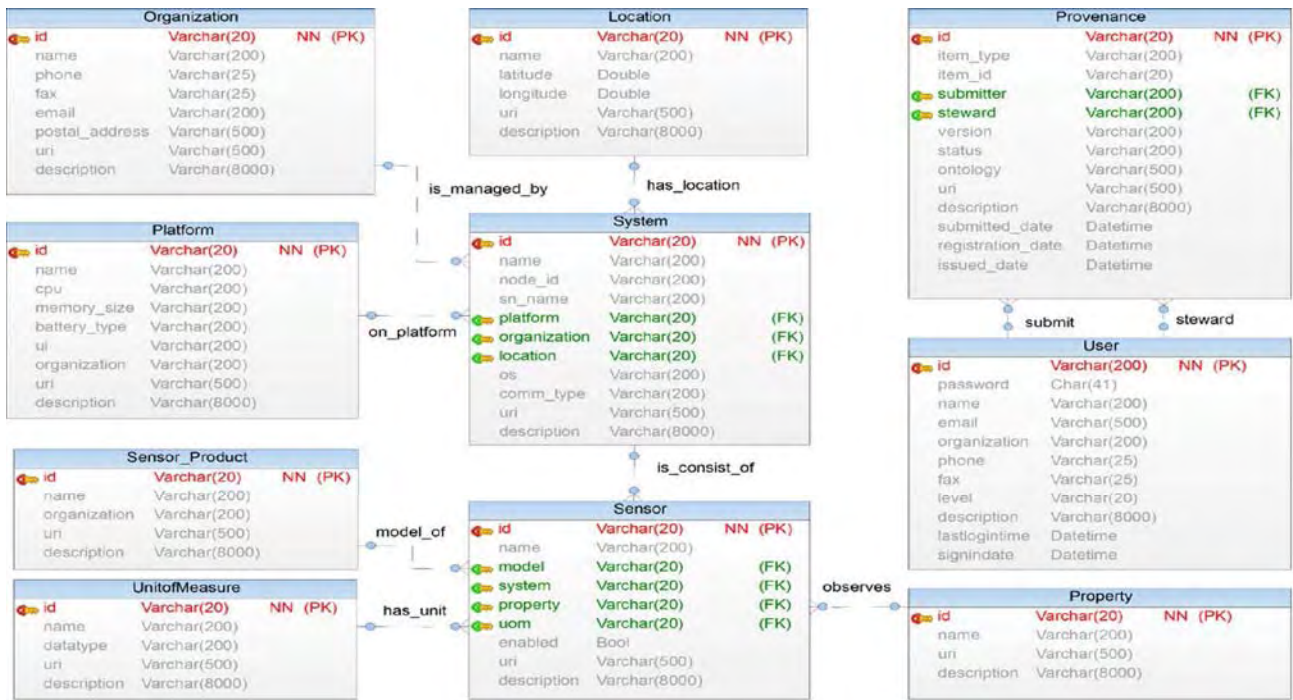 Organization
id Varchar(20) NN (PK)
name Varchar(200)
phone Varchar(25)
fax Varchar(25)
email Varchar(200)
postal_address Varchar(500)
uri Varchar(500)
description Varchar(8000)
Location
id Varchar(20) NN (PK)
name Varchar(200)
latitude Double
longitude Double
uri Varchar(500)
description Varchar(8000)
Provenance
id Varchar(20) NN (PK)
item_type Varchar(200)
item_id Varchar(20)
submitter Varchar(200) (FK)
steward Varchar(200) (FK)
version Varchar(200)
status Varchar(200)
ontology Varchar(500)
uri Varchar(500)
description Varchar(8000)
submitted_date Datetime
registration_date Datetime
issued_date Datetime
is_managed_by
has_location
Platform
id Varchar(20) NN (PK)
name Varchar(200)
cpu Varchar(200)
memory_size Varchar(200)
battery_type Varchar(200)
ui Varchar(200)
organization Varchar(200)
uri Varchar(500)
description Varchar(8000)
on_platform
System
id Varchar(20) NN (PK)
name Varchar(200)
node_id Varchar(200)
sn_name Varchar(200)
platform Varchar(20) (FK)
organization Varchar(20) (FK)
location Varchar(20) (FK)
os Varchar(200)
comm_type Varchar(200)
uri Varchar(500)
description Varchar(8000)
submit
steward
User
id Varchar(200) NN (PK)
password Char(41)
name Varchar(200)
email Varchar(500)
organization Varchar(200)
phone Varchar(25)
fax Varchar(25)
level Varchar(20)
description Varchar(8000)
lastlogintime Datetime
signindate Datetime
is_consist_of
Sensor_Product
id Varchar(20) NN (PK)
name Varchar(200)
organization Varchar(200)
uri Varchar(500)
description Varchar(8000)
model_of
Sensor
id Varchar(20) NN (PK)
name Varchar(200)
model Varchar(20) (FK)
system Varchar(20) (FK)
property Varchar(20) (FK)
uom Varchar(20) (FK)
enabled Bool
uri Varchar(500)
description Varchar(8000)
observes
UnitofMeasure
id Varchar(20) NN (PK)
name Varchar(200)
datatype Varchar(200)
uri Varchar(500)
description Varchar(8000)
has_unit
Property
id Varchar(20) NN (PK)
name Varchar(200)
uri Varchar(500)
description Varchar(8000)